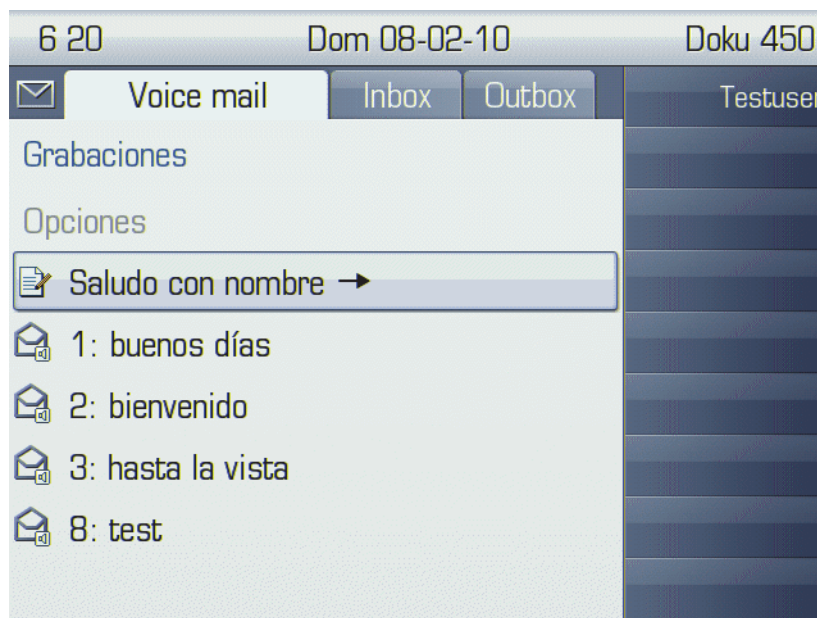 6 20 Dom 08-02-10 Doku 450
Voice mail Inbox Outbox Testuser
Grabaciones
Opciones
Saludo con nombre →
1: buenos días
2: bienvenido
3: hasta la vista
8: test